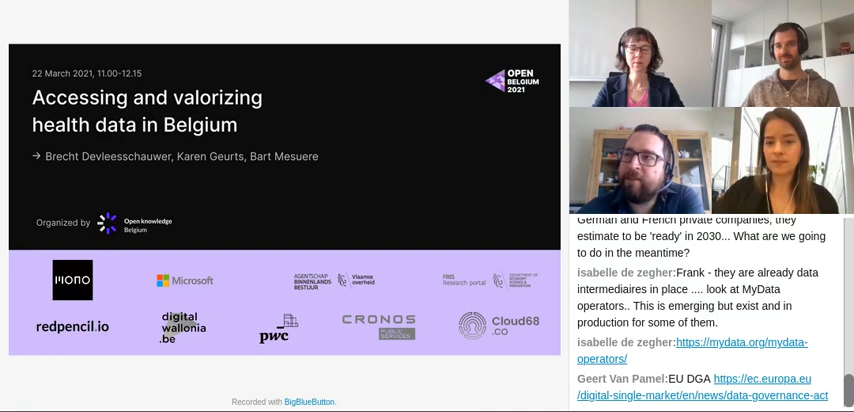 22 March 2021, 11.00-12.15
Accessing and valorizing
health data in Belgium
→ Brecht Devleesschauwer, Karen Geurts, Bart Mesuere
OPEN
BELGIUM
2021
Organized by
Open knowledge
Belgium
MONO
Microsoft
AGENTSCHAP
BINNENLANDS
BESTUUR
Vlaamse
overheid
FRIS
Research portal
DEPARTMENT OF
ECONOMY
SCIENCE &
INNOVATION
redpencil.io
digital
wallonia
.be
pwc
CRONOS
PUBLIC
SERVICES
Cloud68
.CO
Recorded with BigBlueButton.
German and French private companies, they
estimate to be 'ready' in 2030... What are we going
to do in the meantime?
isabelle de zegher:Frank - they are already data
intermediaires in place .... look at MyData
operators.. This is emerging but exist and in
production for some of them.
isabelle de zegher:https://mydata.org/mydata-
operators/
Geert Van Pamel:EU DGA https://ec.europa.eu
/digital-single-market/en/news/data-governance-act